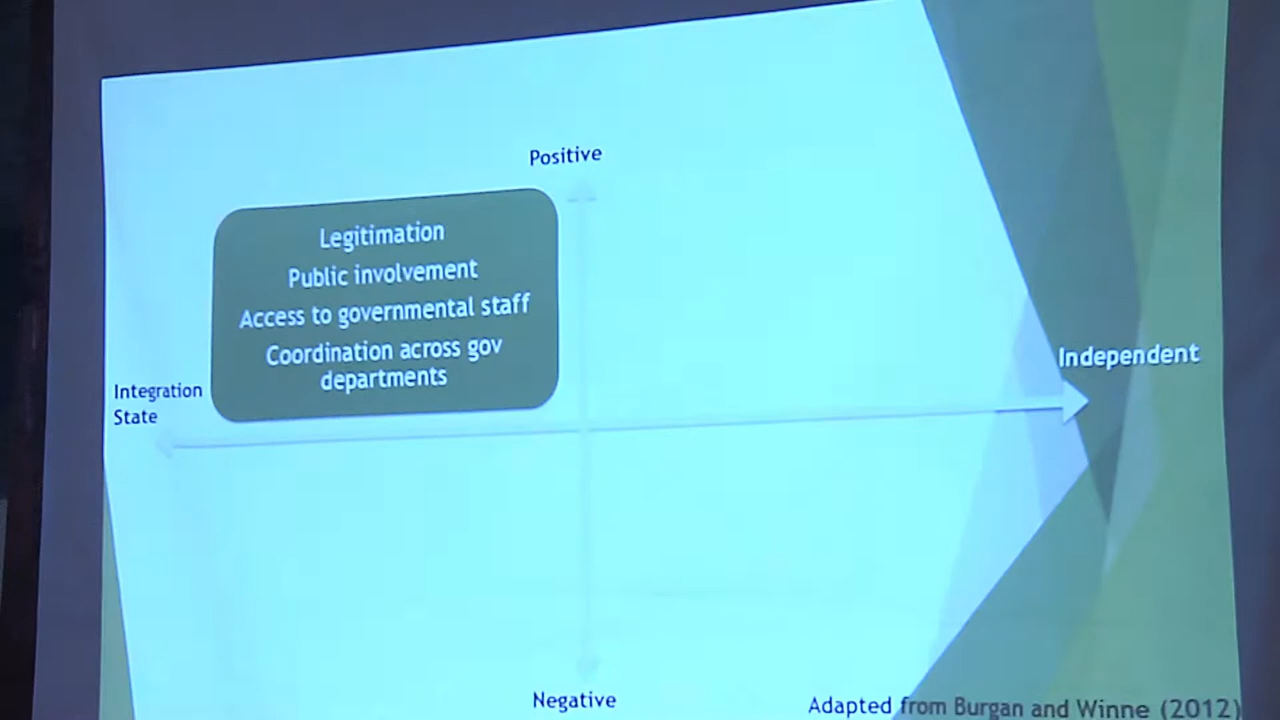 Positive
Legitimation
Public involvement
Access to governmental staff
Coordination across gov
departments
Integration
State
Independent
Negative
Adapted from Burgan and Winne (2012)